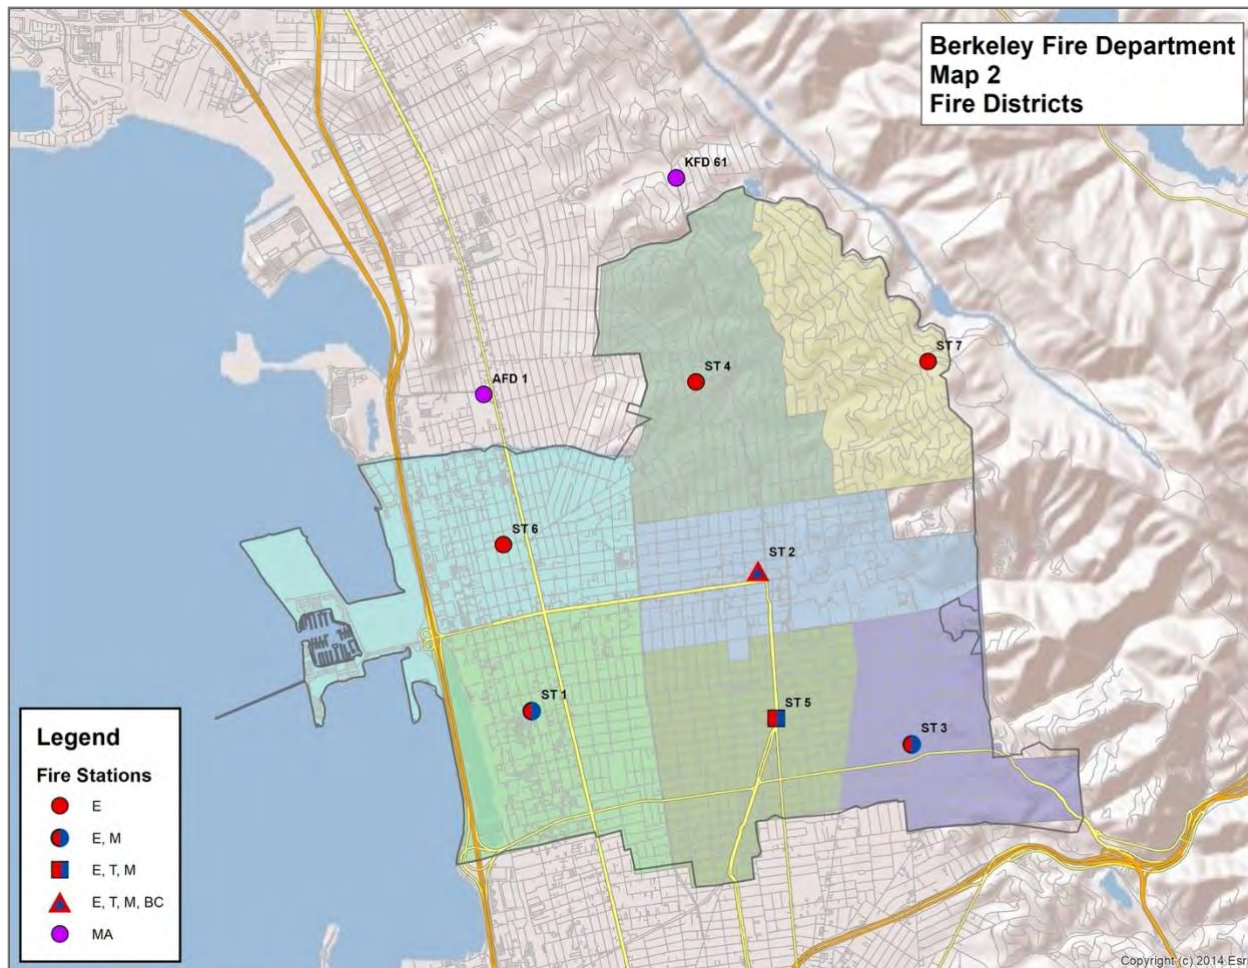 Berkeley Fire Department
Map 2
Fire Districts
KFD 61
ST 7
ST 4
AFD 1
ST 6
ST 2
ST 1
ST 5
ST 3
Legend
Fire Stations
E
E, M
E, T, M
E, T, M, BC
MA
Copyright (c) 2014 Esri